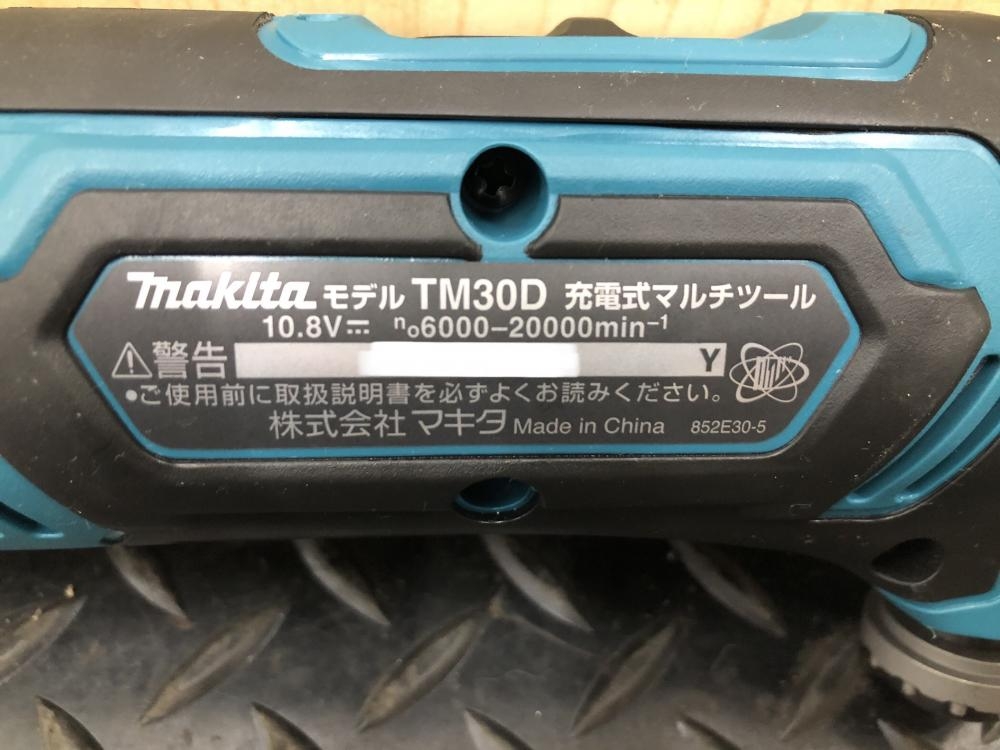 makita モデル TM30D 充電式マルチツール
10.8V⎓ n₀6000-20000min⁻¹
警告 Y
•ご使用前に取扱説明書を必ずよくお読みください。
株式会社 マキタ Made in China 852E30-5